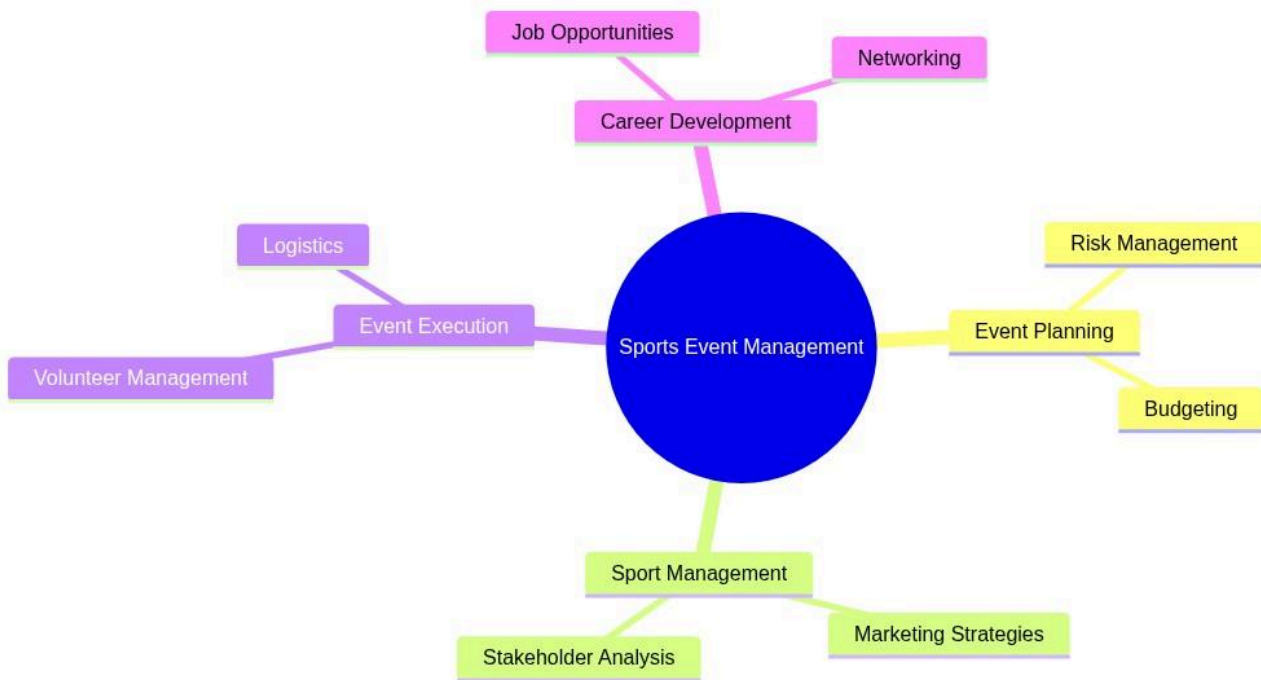 Job Opportunities
Networking
Career Development
Logistics
Risk Management
Event Execution
Event Planning
Sports Event Management
Volunteer Management
Budgeting
Sport Management
Marketing Strategies
Stakeholder Analysis